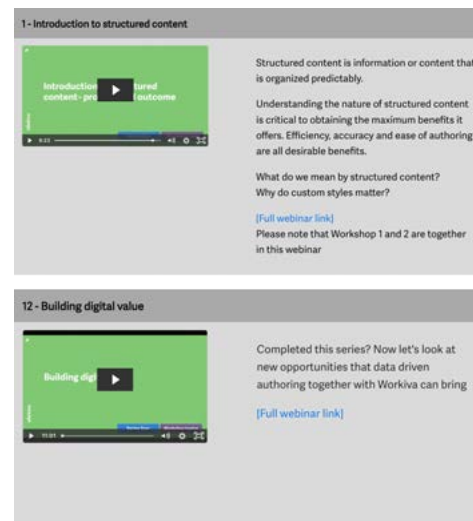 1 - Introduction to structured content
Introduction tured
content- pro outcome
Structured content is information or content that
is organized predictably.
Understanding the nature of structured content
is critical to obtaining the maximum benefits it
offers. Efficiency, accuracy and ease of authoring
are all desirable benefits.
What do we mean by structured content?
Why do custom styles matter?
[Full webinar link]
Please note that Workshop 1 and 2 are together
in this webinar
12 - Building digital value
Building digi
11:01
Completed this series? Now let's look at
new opportunities that data driven
authoring together with Workiva can bring
[Full webinar link]